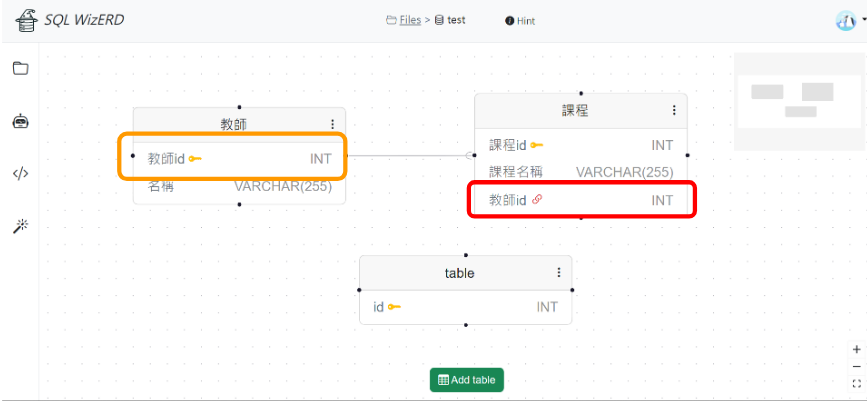 SQL WizERD
Files > test
Hint
教師
教師id INT
名稱 VARCHAR(255)
課程
課程id INT
課程名稱 VARCHAR(255)
教師id INT
table
id INT
Add table